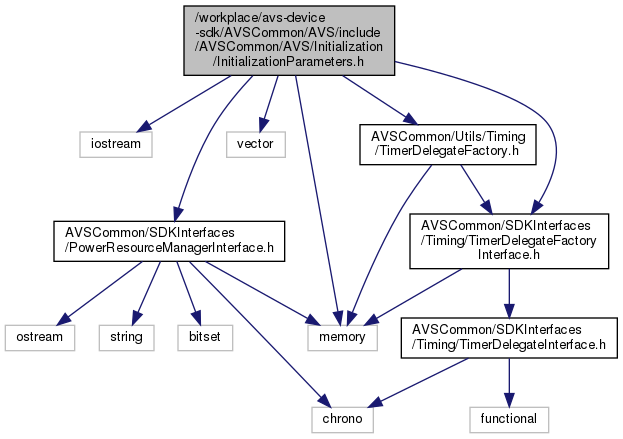 /workplace/avs-device
-sdk/AVSCommon/AVS/include
/AVSCommon/AVS/Initialization
/InitializationParameters.h
iostream
vector
AVSCommon/Utils/Timing
/TimerDelegateFactory.h
AVSCommon/SDKInterfaces
/PowerResourceManagerInterface.h
AVSCommon/SDKInterfaces
/Timing/TimerDelegateFactory
Interface.h
ostream
string
bitset
memory
AVSCommon/SDKInterfaces
/Timing/TimerDelegateInterface.h
chrono
functional